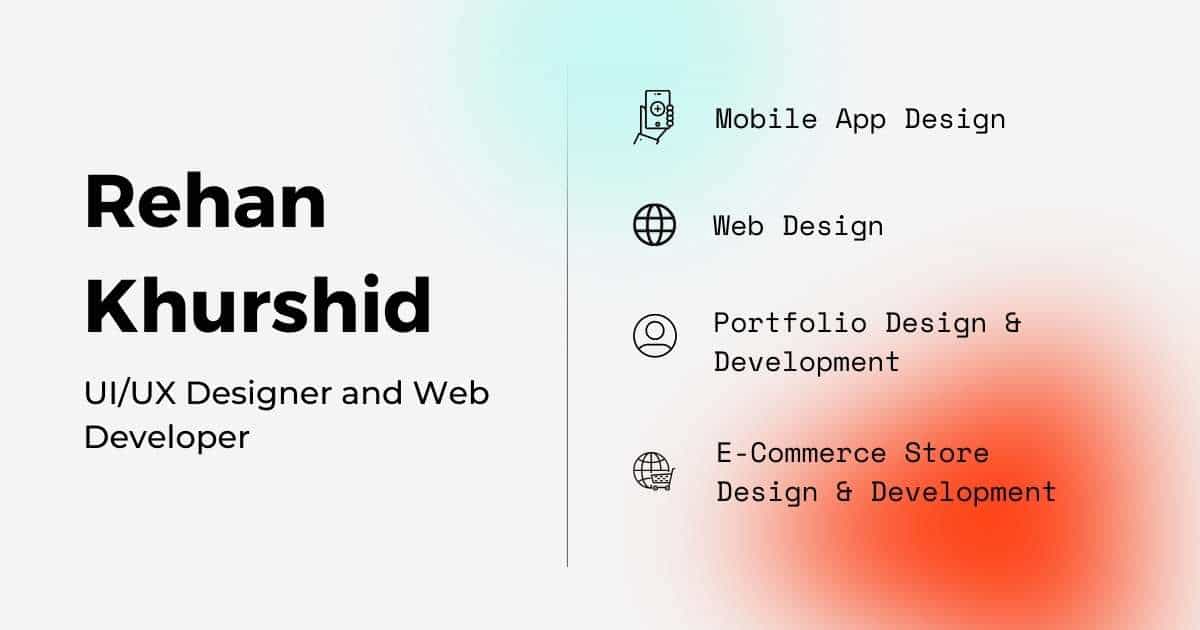 Rehan
Khurshid
UI/UX Designer and Web
Developer
Mobile App Design
Web Design
Portfolio Design &
Development
E-Commerce Store
Design & Development